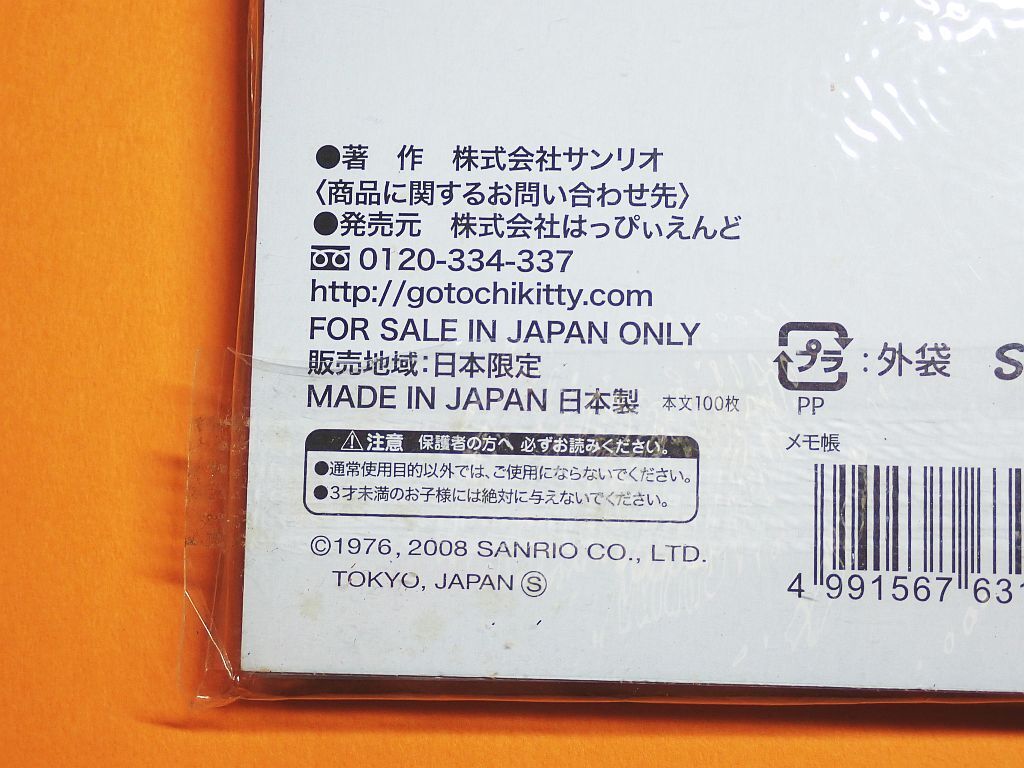 ●著 作 株式会社サンリオ
〈商品に関するお問い合わせ先〉
●発売元 株式会社はっぴぃえんど
0120-334-337
http://gotochikitty.com
FOR SALE IN JAPAN ONLY
販売地域:日本限定
MADE IN JAPAN 日本製 本文100枚
プラ:外袋
PP
メモ帳
⚠注意 保護者の方へ 必ずお読みください。
●通常使用目的以外では、ご使用にならないでください。
●3才未満のお子様には絶対に与えないでください。
©1976, 2008 SANRIO CO., LTD.
TOKYO, JAPAN Ⓢ
4 991567 631